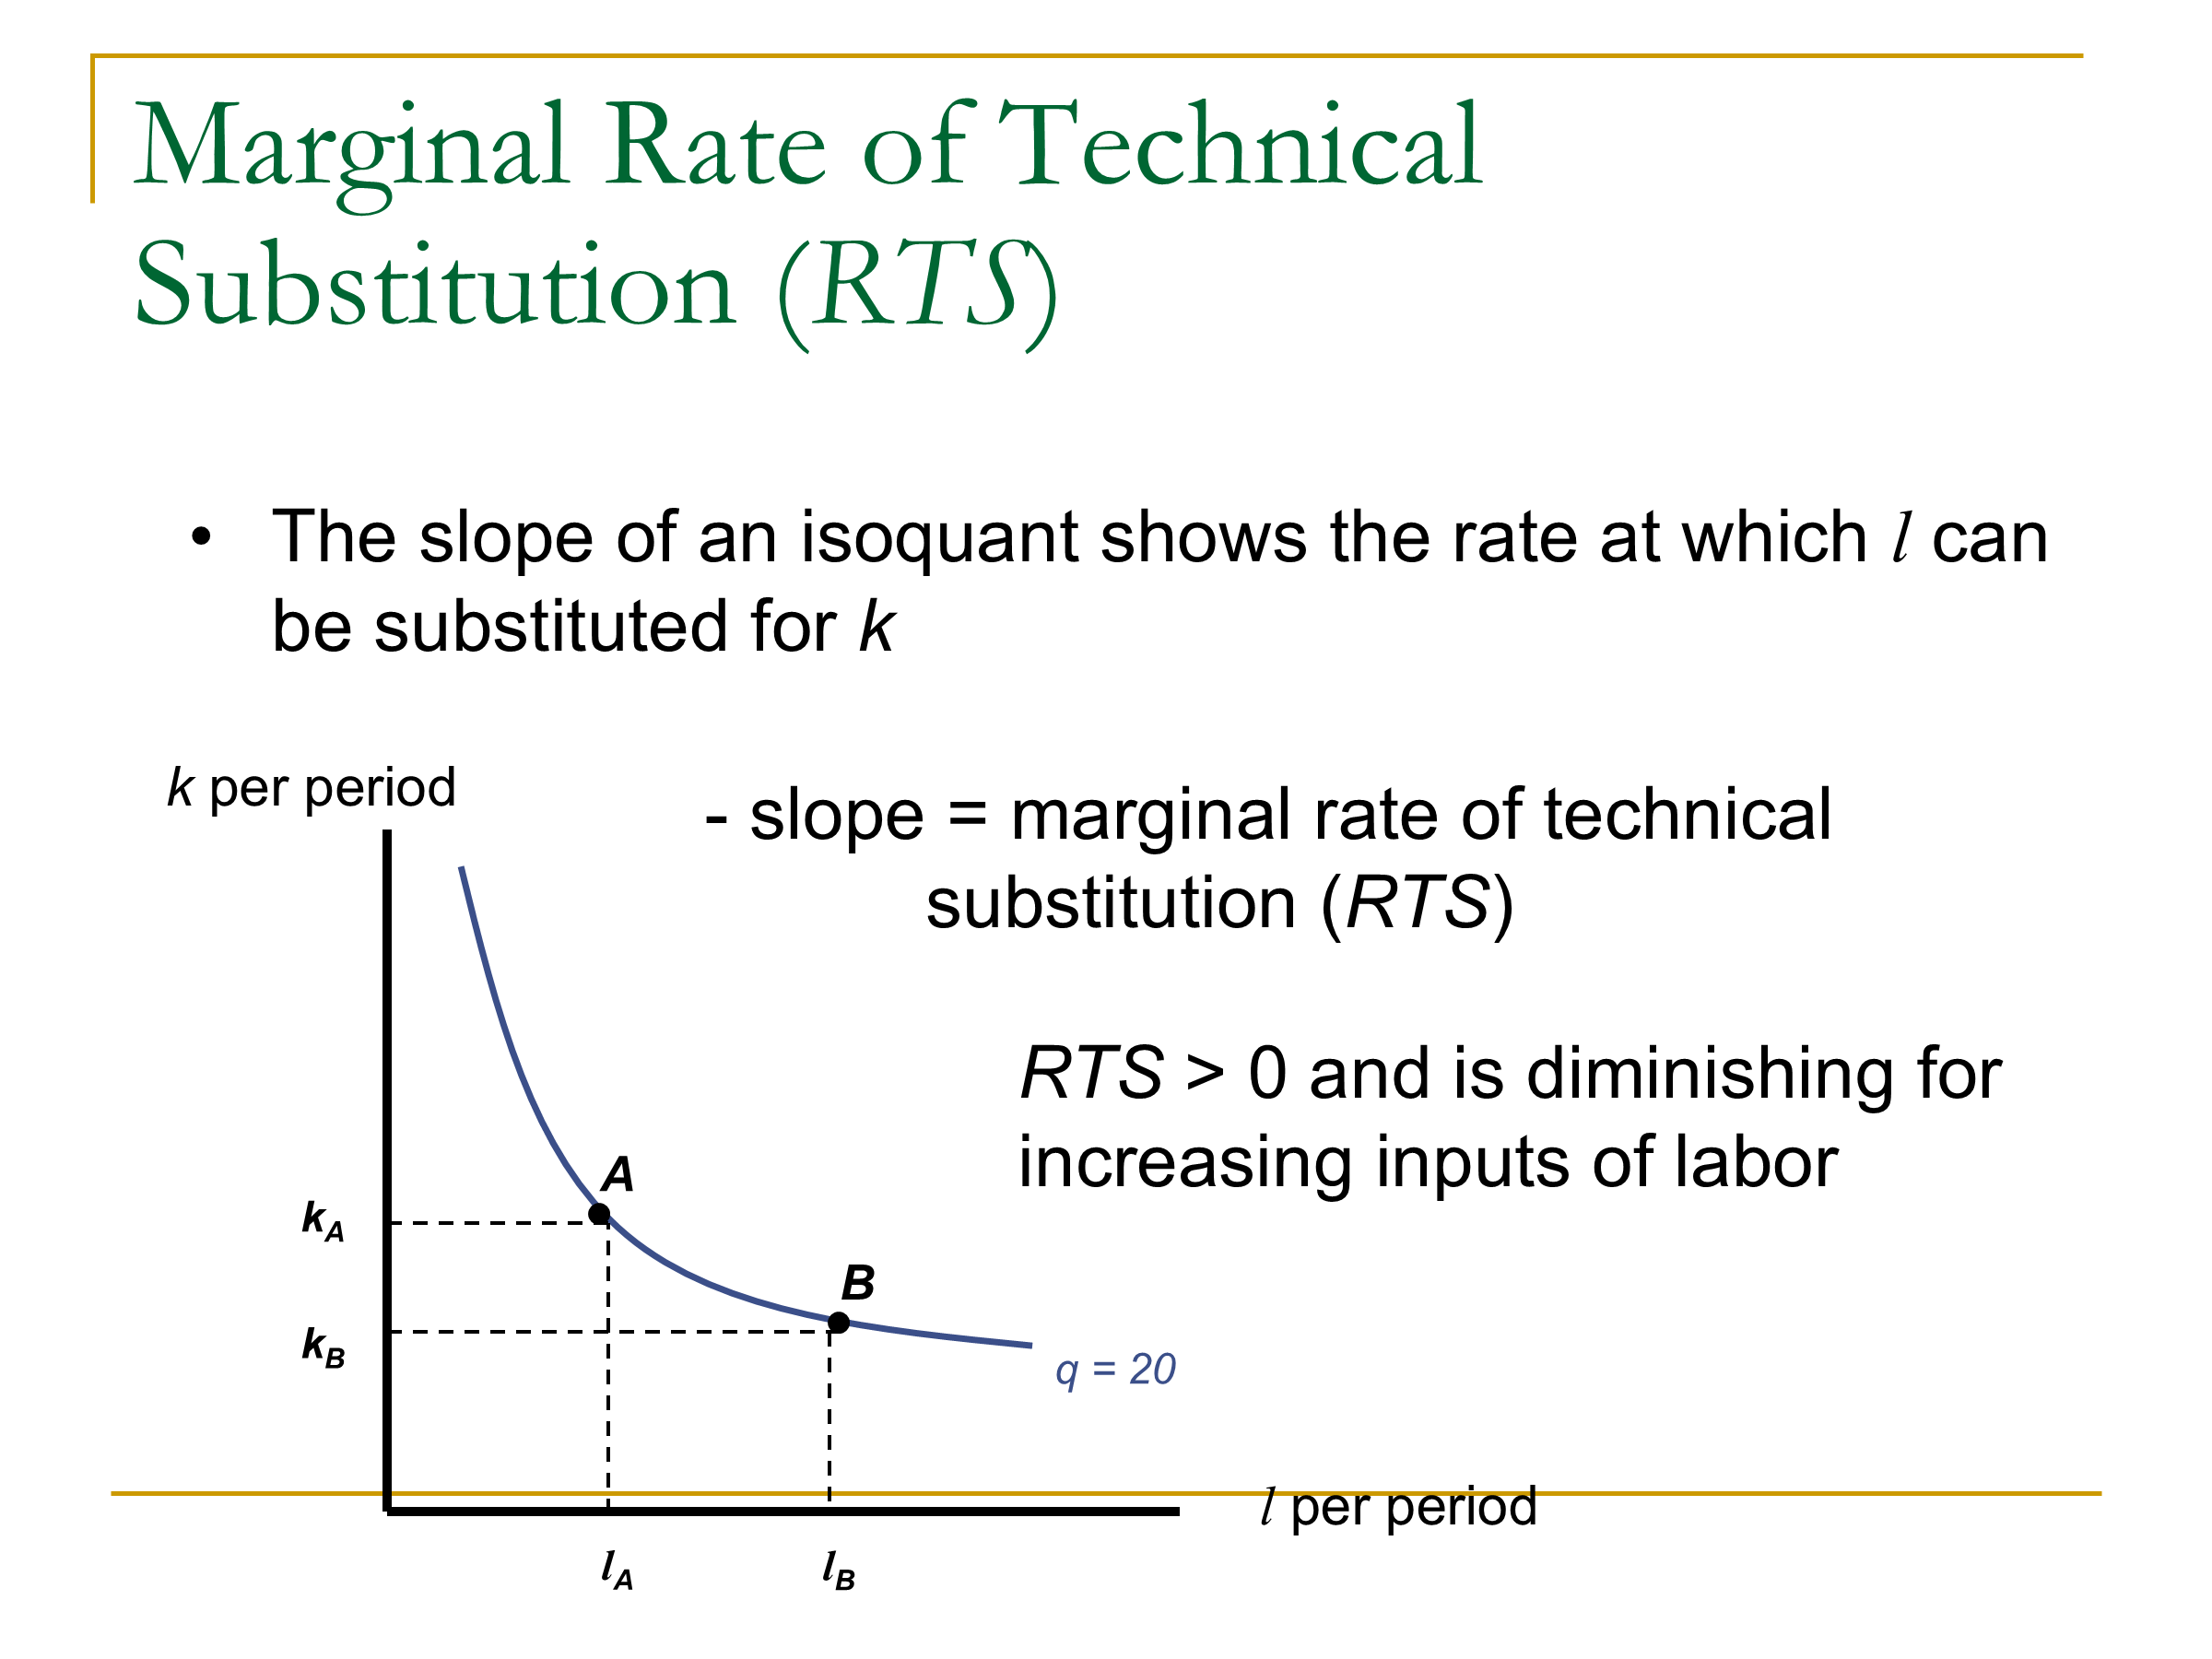 Marginal Rate of Technical
Substitution (RTS)
• The slope of an isoquant shows the rate at which l can
be substituted for k
k per period
- slope = marginal rate of technical
substitution (RTS)
RTS > 0 and is diminishing for
increasing inputs of labor
A
kA
B
kB
q = 20
l per period
lA
lB